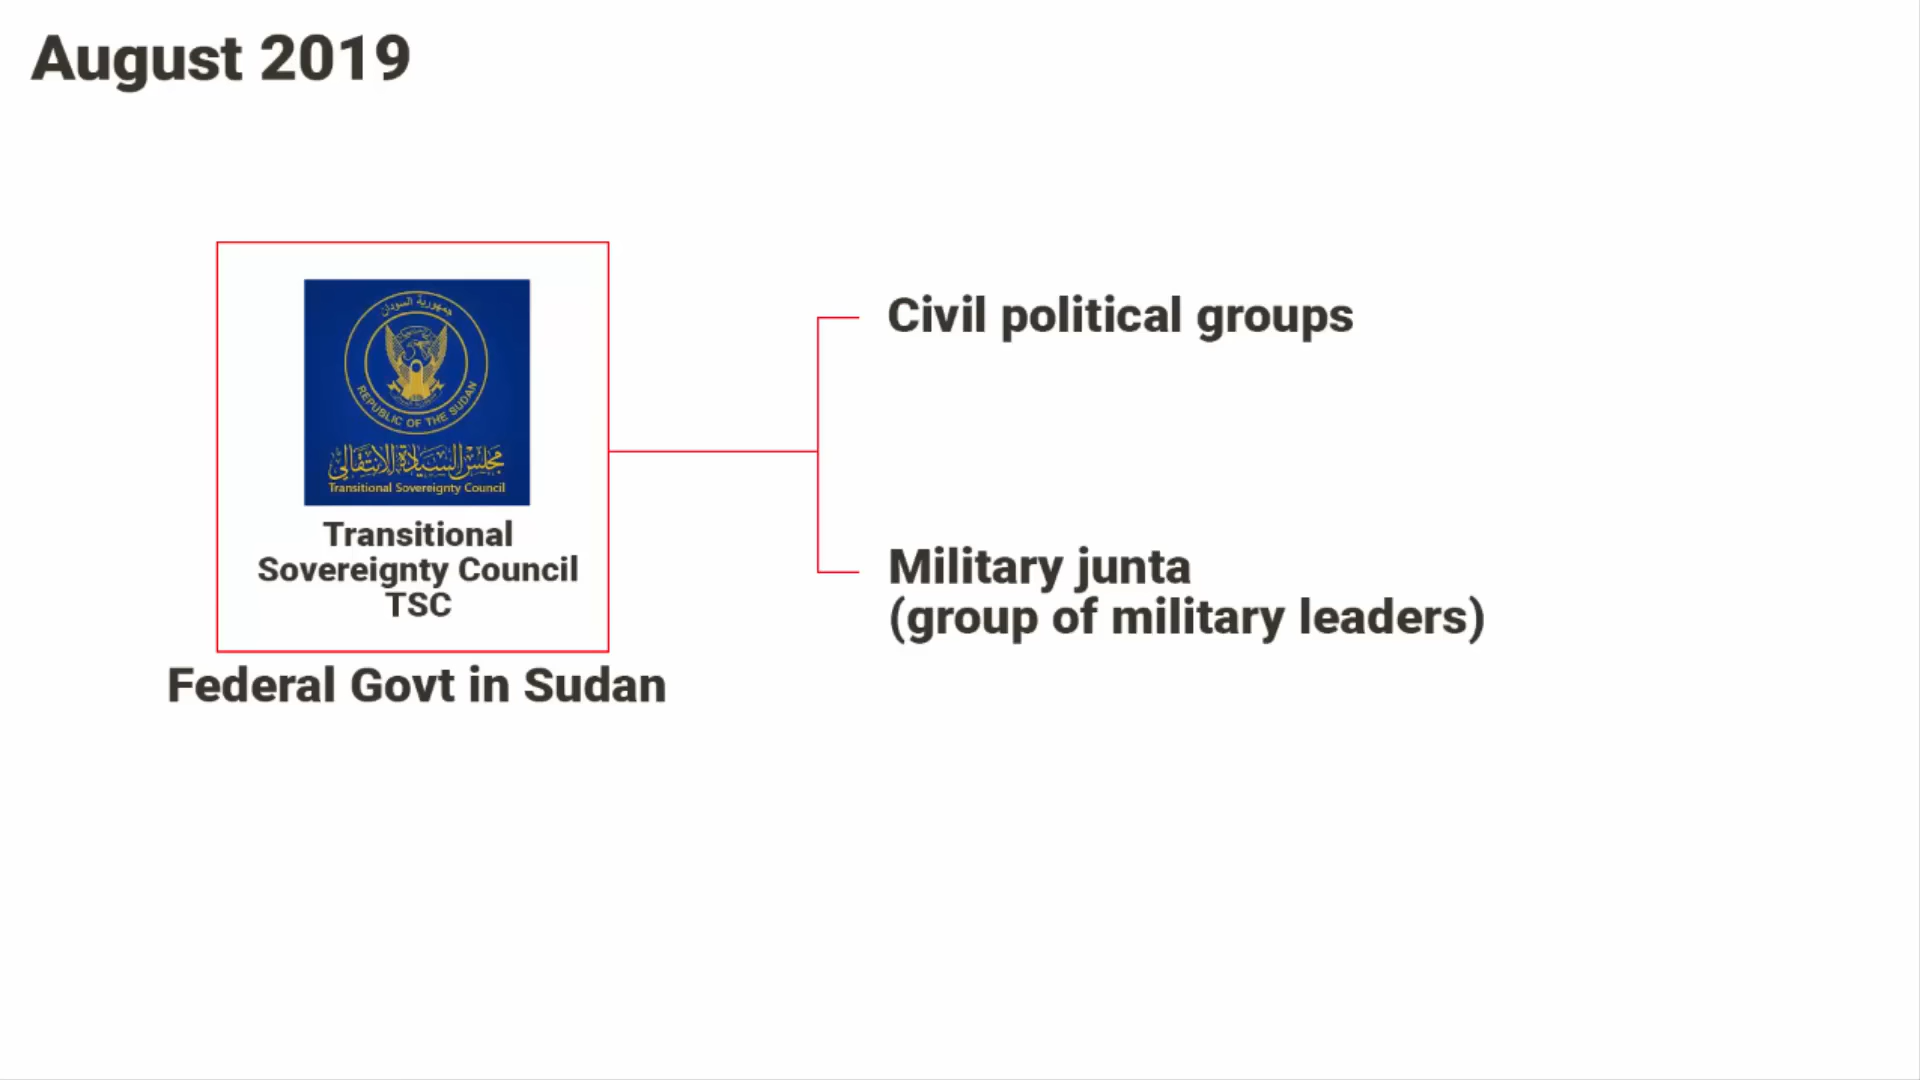 August 2019
جمهورية السودان
REPUBLIC OF THE SUDAN
مجلس السيادة الانتقالي
Transitional Sovereignty Council
Transitional
Sovereignty Council
TSC
Federal Govt in Sudan
Civil political groups
Military junta
(group of military leaders)